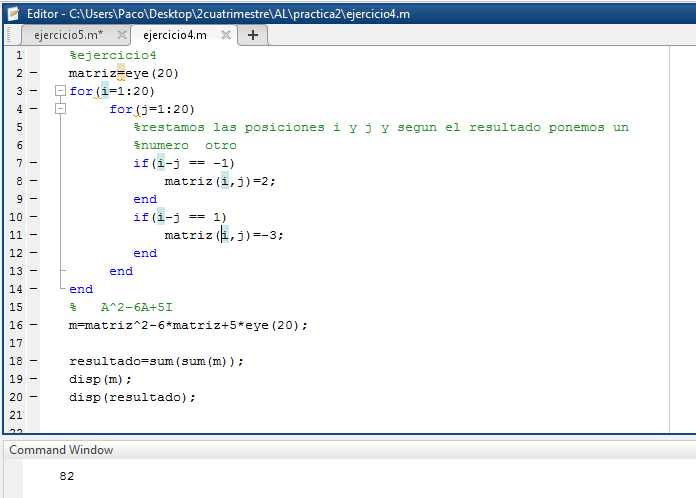 Editor - C:\Users\Paco\Desktop\2cuatrimestre\AL\practica2\ejercicio4.m
ejercicio5.m* ejercicio4.m +
1 %ejercicio4
2 — matriz=eye(20)
3 — for(i=1:20)
4 — for(j=1:20)
5 %restamos las posiciones i y j y segun el resultado ponemos un
6 %numero otro
7 — if(i-j == -1)
8 — matriz(i,j)=2;
9 — end
10 — if(i-j == 1)
11 — matriz(i,j)=-3;
12 — end
13 — end
14 — end
15 % A^2-6A+5I
16 — m=matriz^2-6*matriz+5*eye(20);
17
18 — resultado=sum(sum(m));
19 — disp(m);
20 — disp(resultado);
21
Command Window
82